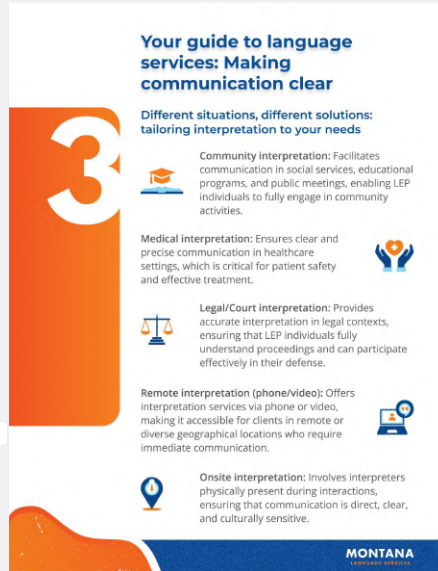 Your guide to language
services: Making
communication clear
Different situations, different solutions:
tailoring interpretation to your needs
3
Community interpretation: Facilitates
communication in social services, educational
programs, and public meetings, enabling LEP
individuals to fully engage in community
activities.
Medical interpretation: Ensures clear and
precise communication in healthcare
settings, which is critical for patient safety
and effective treatment.
Legal/Court interpretation: Provides
accurate interpretation in legal contexts,
ensuring that LEP individuals fully
understand proceedings and can participate
effectively in their defense.
Remote interpretation (phone/video): Offers
interpretation services via phone or video,
making it accessible for clients in remote or
diverse geographical locations who require
immediate communication.
Onsite interpretation: Involves interpreters
physically present during interactions,
ensuring that communication is direct, clear,
and culturally sensitive.
MONTANA
LANGUAGE SERVICES